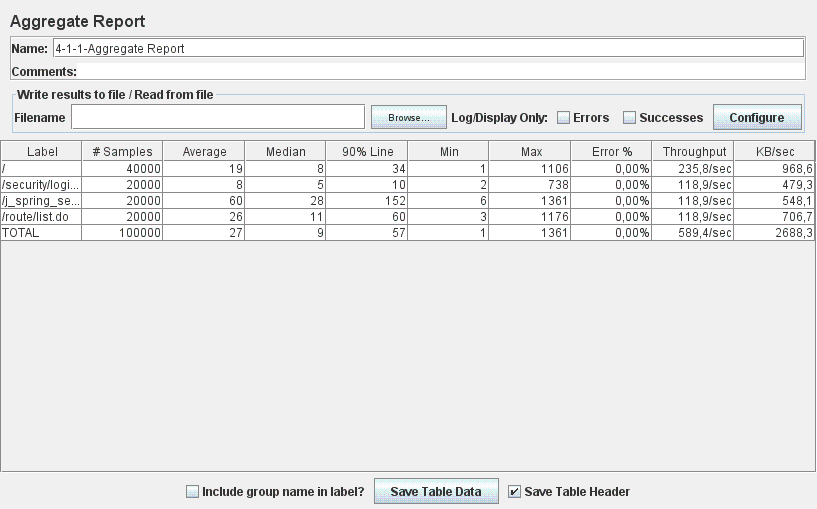 Aggregate Report
Name: 4-1-1-Aggregate Report
Comments:
Write results to file / Read from file
Filename Browse... Log/Display Only: Errors Successes Configure
Label # Samples Average Median 90% Line Min Max Error % Throughput KB/sec
/ 40000 19 8 34 1 1106 0,00% 235,8/sec 968,6
/security/logi... 20000 8 5 10 2 738 0,00% 118,9/sec 479,3
/j_spring_se... 20000 60 28 152 6 1361 0,00% 118,9/sec 548,1
/route/list.do 20000 26 11 60 3 1176 0,00% 118,9/sec 706,7
TOTAL 100000 27 9 57 1 1361 0,00% 589,4/sec 2688,3
Include group name in label? Save Table Data Save Table Header